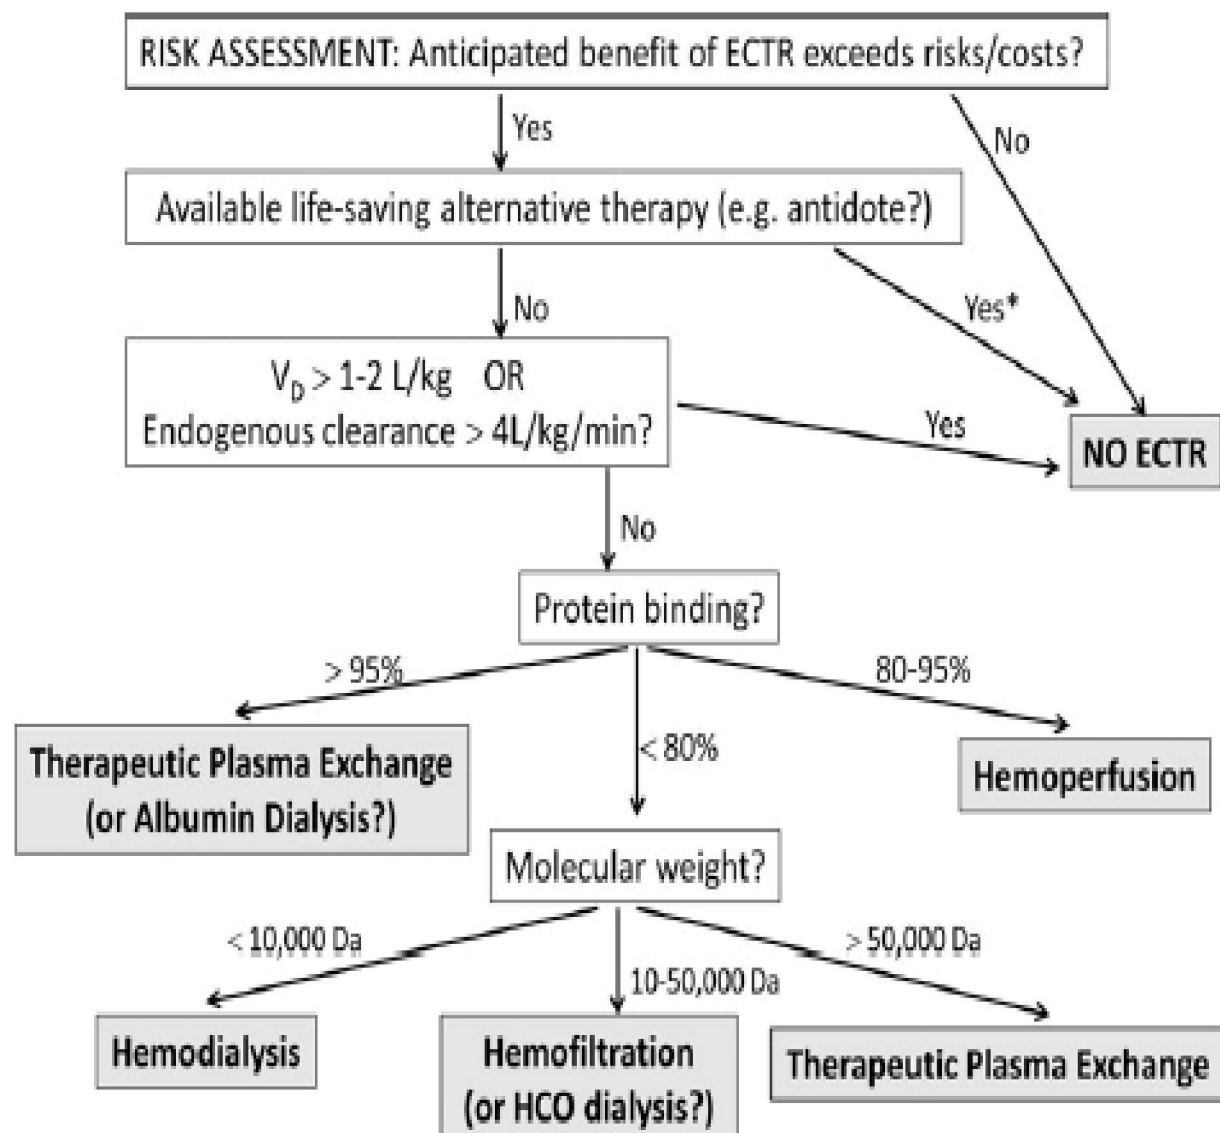 RISK ASSESSMENT: Anticipated benefit of ECTR exceeds risks/costs?
Yes
No
Available life-saving alternative therapy (e.g. antidote?)
No
Yes*
V_D > 1-2 L/kg OR
Endogenous clearance > 4L/kg/min?
Yes
NO ECTR
No
Protein binding?
> 95%
80-95%
< 80%
Therapeutic Plasma Exchange
(or Albumin Dialysis?)
Hemoperfusion
Molecular weight?
< 10,000 Da
10-50,000 Da
> 50,000 Da
Hemodialysis
Hemofiltration
(or HCO dialysis?)
Therapeutic Plasma Exchange